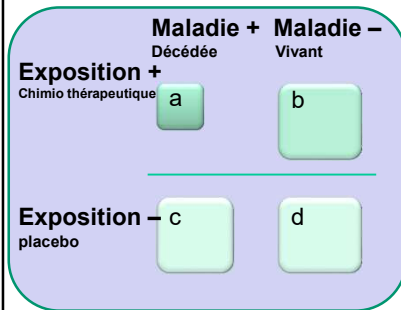 Maladie + Maladie –
Décédée Vivant
Exposition +
Chimio thérapeutique
a b
Exposition –
placebo
c d